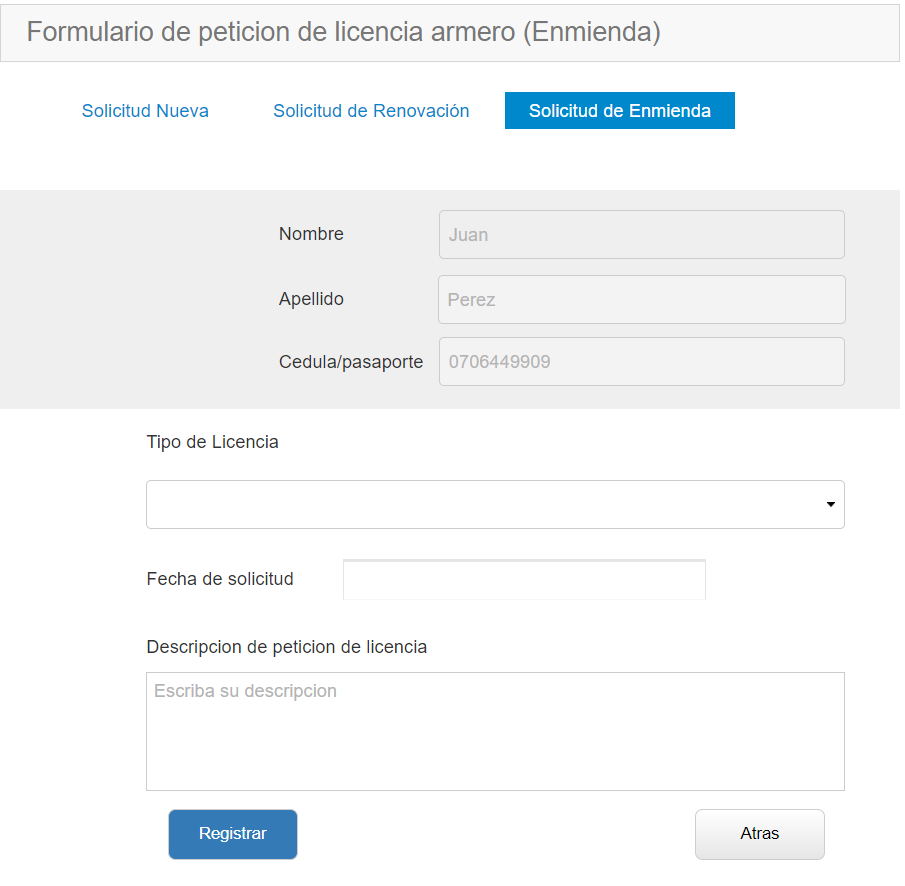 Formulario de peticion de licencia armero (Enmienda)
Solicitud Nueva
Solicitud de Renovación
Solicitud de Enmienda
Nombre
Juan
Apellido
Perez
Cedula/pasaporte
0706449909
Tipo de Licencia
Fecha de solicitud
Descripcion de peticion de licencia
Escriba su descripcion
Registrar
Atras